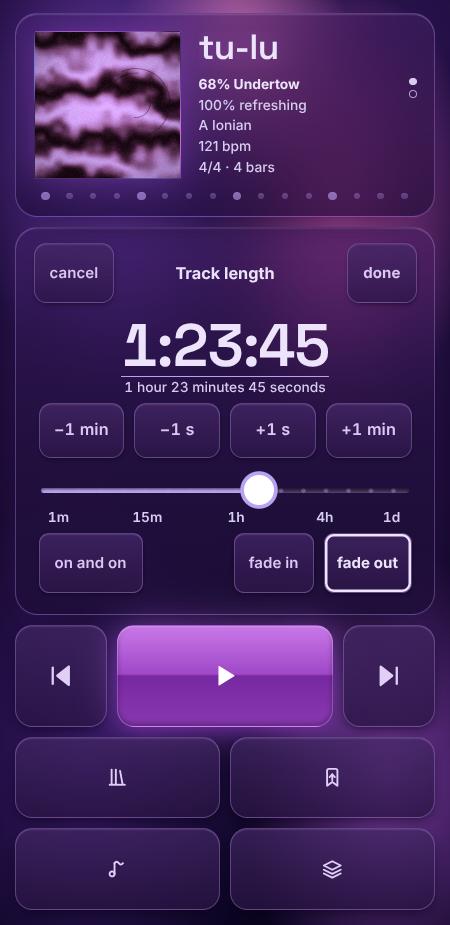 tu-lu
68% Undertow
100% refreshing
A Ionian
121 bpm
4/4 · 4 bars
cancel
Track length
done
1:23:45
1 hour 23 minutes 45 seconds
−1 min
−1 s
+1 s
+1 min
1m 15m 1h 4h 1d
on and on
fade in
fade out